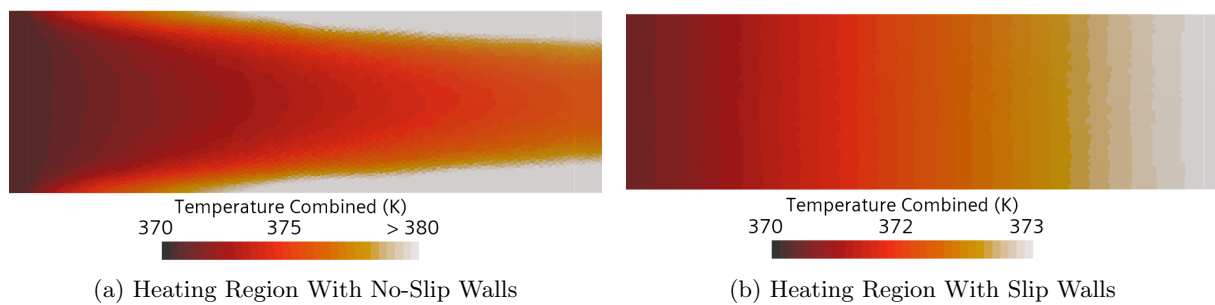 Temperature Combined (K)
370 375 > 380
(a) Heating Region With No-Slip Walls
Temperature Combined (K)
370 372 373
(b) Heating Region With Slip Walls